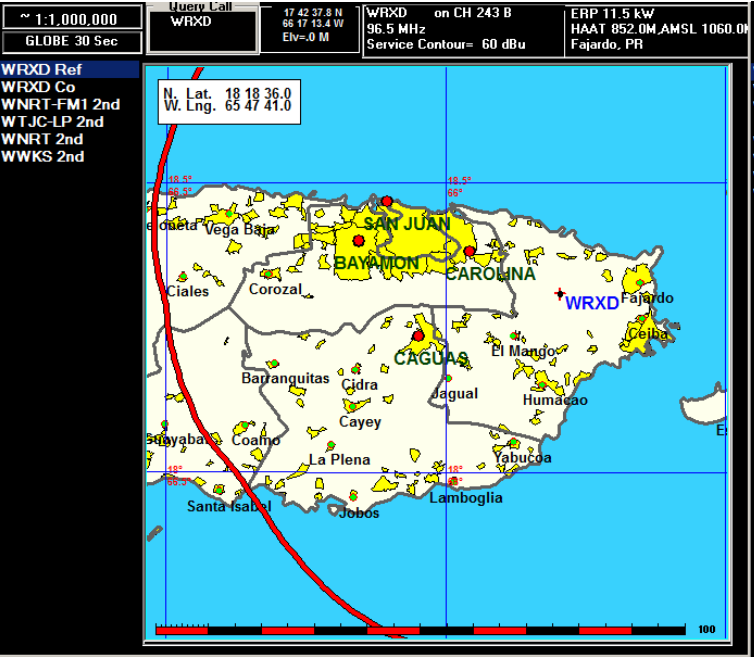 ~ 1:1,000,000
GLOBE 30 Sec
Query Call
WRXD
17 42 37.8 N
66 17 13.4 W
Elv=.0 M
WRXD on CH 243 B
96.5 MHz
Service Contour= 60 dBu
ERP 11.5 kW
HAAT 852.0M,AMSL 1060.0M
Fajardo, PR
WRXD Ref
WRXD Co
WNRT-FM1 2nd
WTJC-LP 2nd
WNRT 2nd
WWKS 2nd
N. Lat. 18 18 36.0
W. Lng. 65 47 41.0
18.5°
66.5°
18.5°
66°
Vega Baja
SAN JUAN
BAYAMON
CAROLINA
Ciales
Corozal
WRXD
Fajardo
Ceiba
CAGUAS
El Mango
Barranquitas
Cidra
Jagual
Humacao
Cayey
Coamo
La Plena
Yabucoa
18°
66.5°
18°
Lamboglia
Santa Isabel
Jobos
100